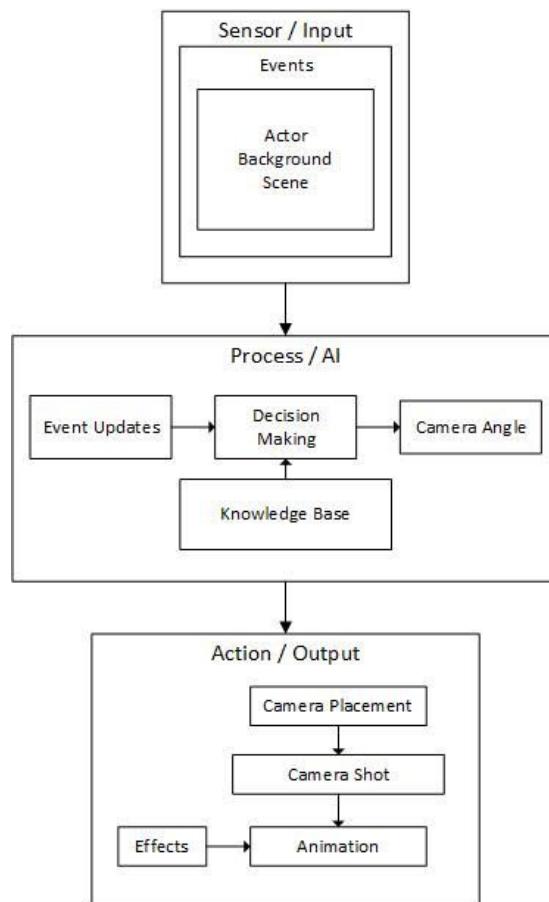 Sensor / Input
Events
Actor
Background
Scene
Process / AI
Event Updates
Decision
Making
Camera Angle
Knowledge Base
Action / Output
Camera Placement
Camera Shot
Effects
Animation